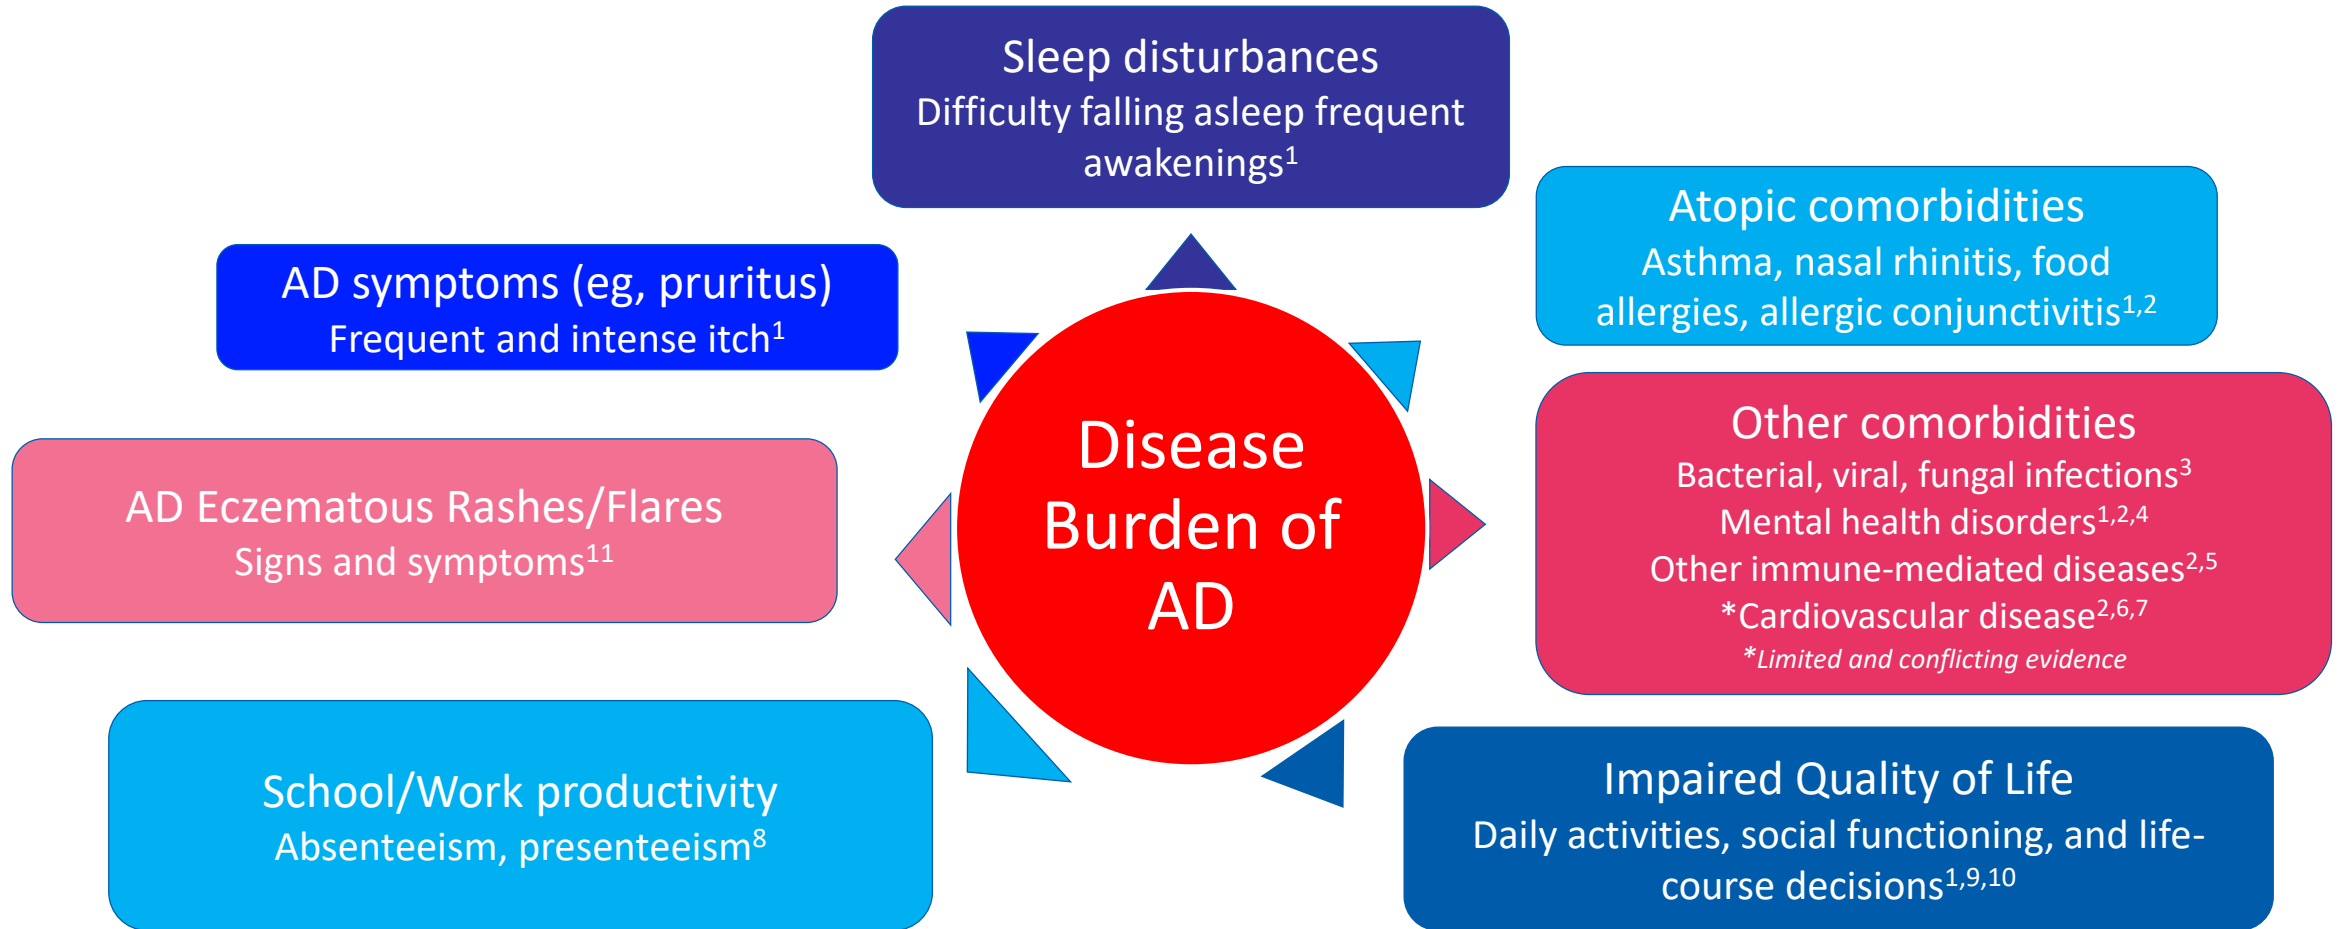 Sleep disturbances
Difficulty falling asleep frequent
awakenings1
Atopic comorbidities
Asthma, nasal rhinitis, food
allergies, allergic conjunctivitis1,2
AD symptoms (eg, pruritus)
Frequent and intense itch1
Other comorbidities
Bacterial, viral, fungal infections3
Mental health disorders1,2,4
Other immune-mediated diseases2,5
*Cardiovascular disease2,6,7
*Limited and conflicting evidence
Disease
Burden of
AD
AD Eczematous Rashes/Flares
Signs and symptoms11
School/Work productivity
Absenteeism, presenteeism8
Impaired Quality of Life
Daily activities, social functioning, and life-
course decisions1,9,10